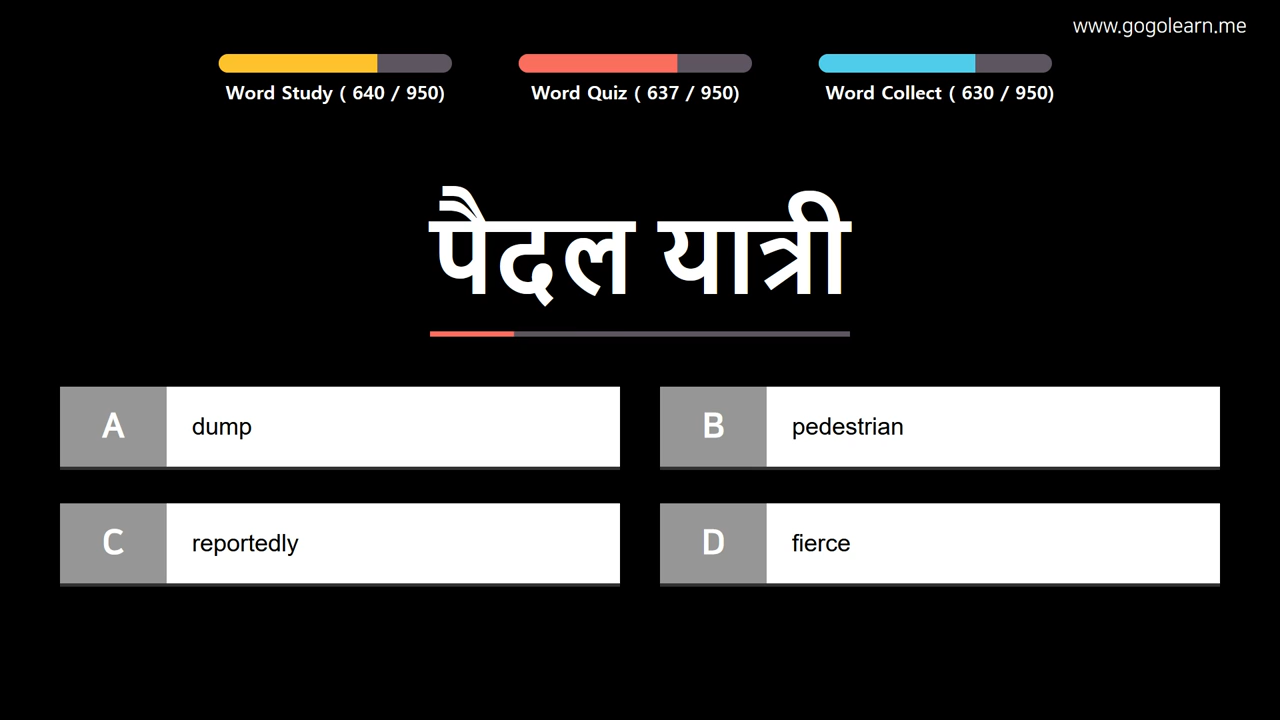 www.gogolearn.me
Word Study ( 640 / 950)
Word Quiz ( 637 / 950)
Word Collect ( 630 / 950)
पैदल यात्री
A dump
B pedestrian
C reportedly
D fierce